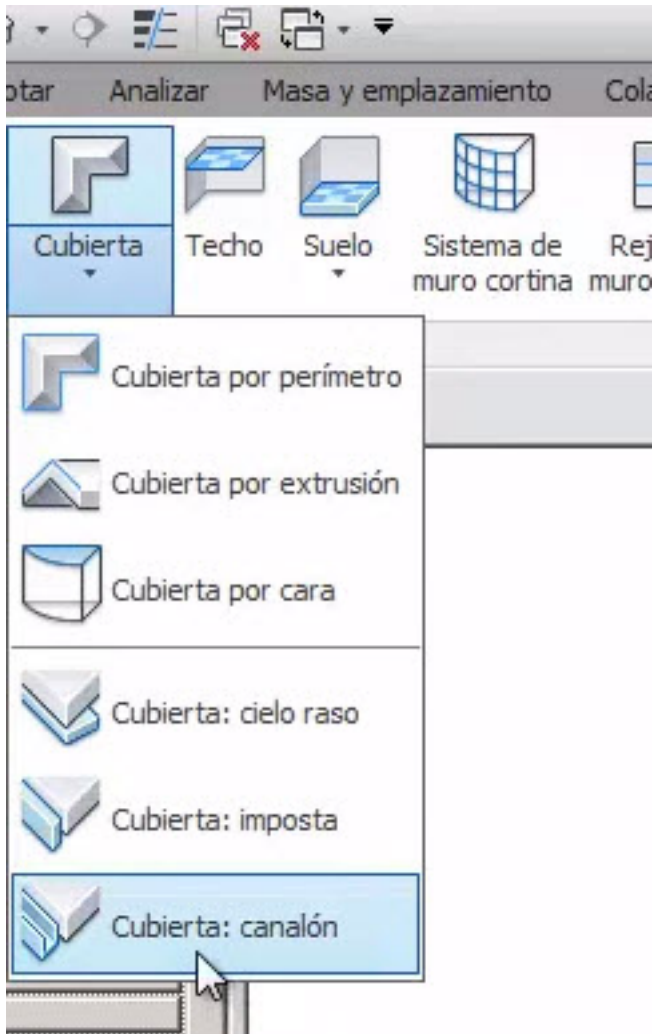 Analizar Masa y emplazamiento
Cubierta Techo Suelo Sistema de
muro cortina muro
Cubierta por perímetro
Cubierta por extrusión
Cubierta por cara
Cubierta: cielo raso
Cubierta: imposta
Cubierta: canalón